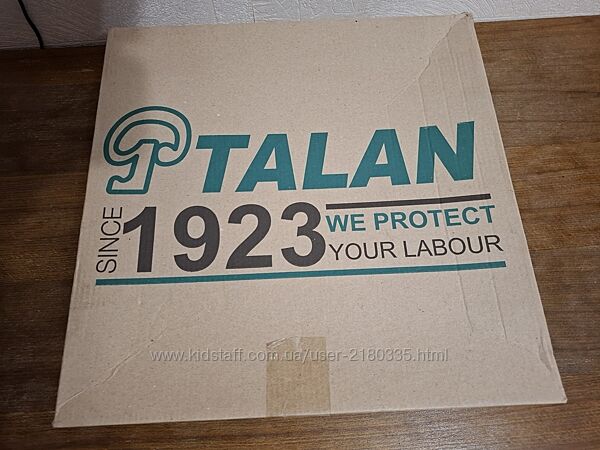 TALAN
SINCE 1923 WE PROTECT
YOUR LABOUR
www.kidstaff.com.ua/user-2180335.html